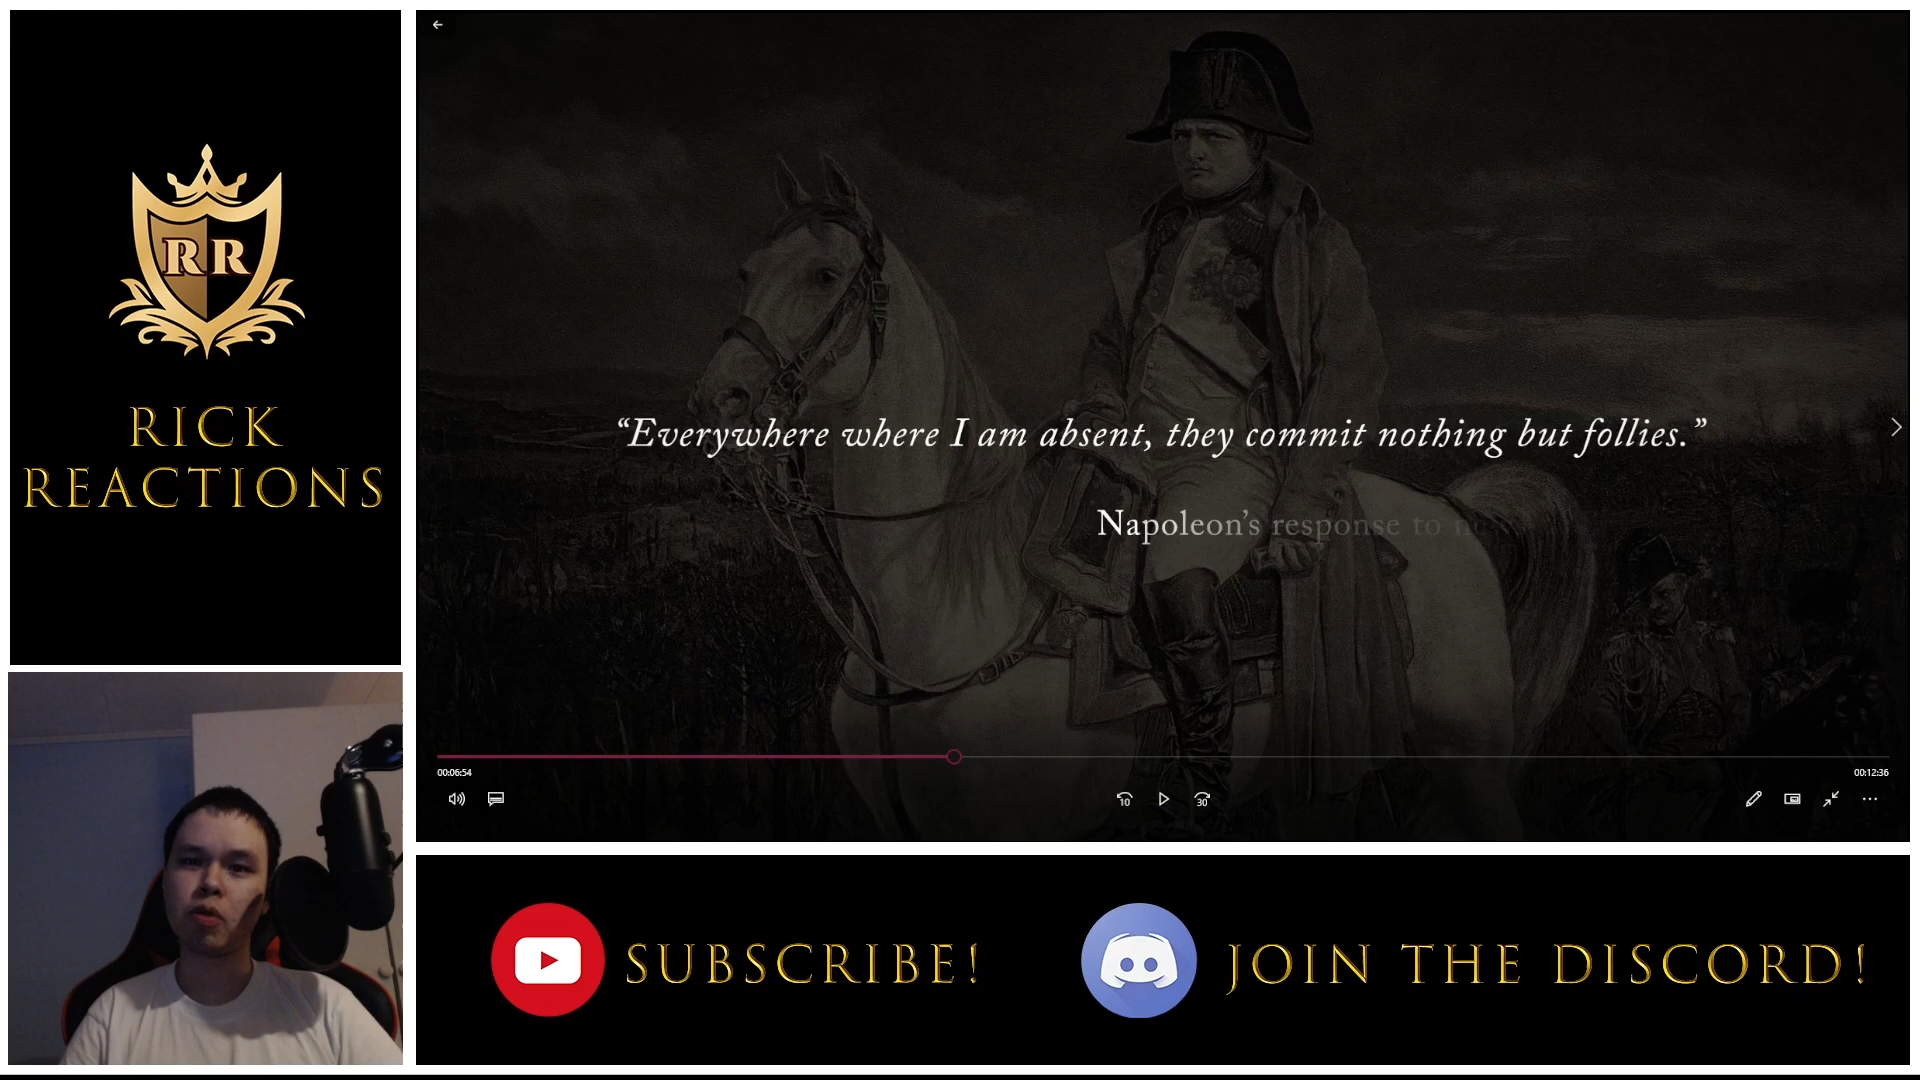 RR
RICK
REACTIONS
“Everywhere where I am absent, they commit nothing but follies.”
Napoleon’s response to
00:06:54
00:12:36
10
30
SUBSCRIBE!
JOIN THE DISCORD!